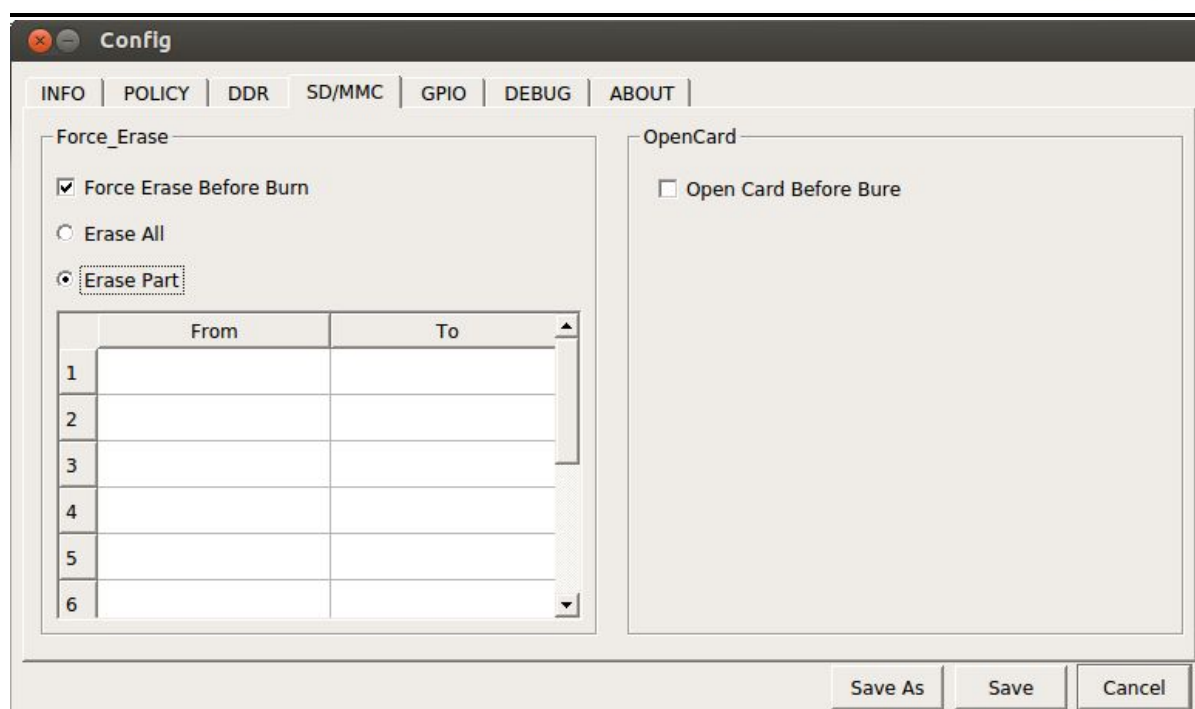 Config
INFO POLICY DDR SD/MMC GPIO DEBUG ABOUT
Force_Erase
Force Erase Before Burn
Erase All
Erase Part
From To
1
2
3
4
5
6
OpenCard
Open Card Before Bure
Save As Save Cancel